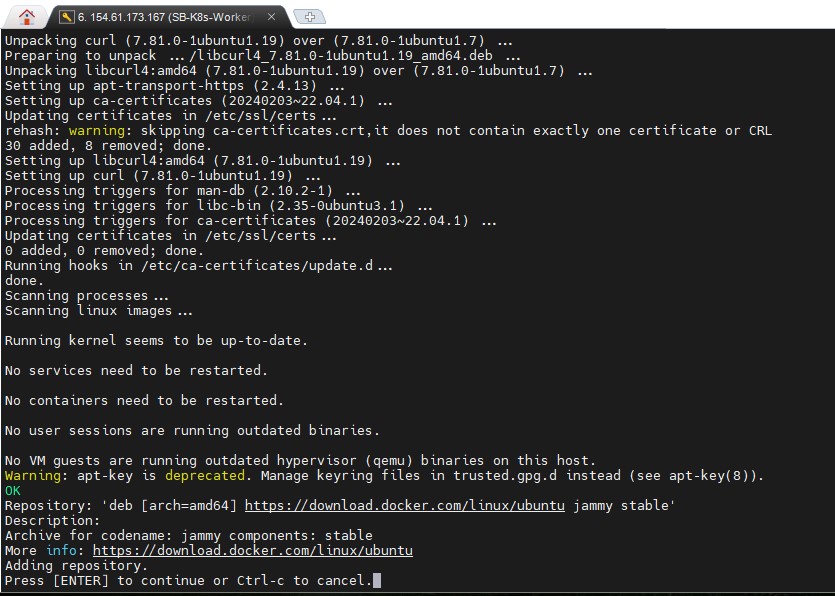 6. 154.61.173.167 (SB-K8s-Worker
Unpacking curl (7.81.0-1ubuntu1.19) over (7.81.0-1ubuntu1.7) ...
Preparing to unpack .../libcurl4_7.81.0-1ubuntu1.19_amd64.deb ...
Unpacking libcurl4:amd64 (7.81.0-1ubuntu1.19) over (7.81.0-1ubuntu1.7) ...
Setting up apt-transport-https (2.4.13) ...
Setting up ca-certificates (20240203~22.04.1) ...
Updating certificates in /etc/ssl/certs...
rehash: warning: skipping ca-certificates.crt,it does not contain exactly one certificate or CRL
30 added, 8 removed; done.
Setting up libcurl4:amd64 (7.81.0-1ubuntu1.19) ...
Setting up curl (7.81.0-1ubuntu1.19) ...
Processing triggers for man-db (2.10.2-1) ...
Processing triggers for libc-bin (2.35-0ubuntu3.1) ...
Processing triggers for ca-certificates (20240203~22.04.1) ...
Updating certificates in /etc/ssl/certs...
0 added, 0 removed; done.
Running hooks in /etc/ca-certificates/update.d...
done.
Scanning processes...
Scanning linux images...
Running kernel seems to be up-to-date.
No services need to be restarted.
No containers need to be restarted.
No user sessions are running outdated binaries.
No VM guests are running outdated hypervisor (qemu) binaries on this host.
Warning: apt-key is deprecated. Manage keyring files in trusted.gpg.d instead (see apt-key(8)).
OK
Repository: 'deb [arch=amd64] https://download.docker.com/linux/ubuntu jammy stable'
Description:
Archive for codename: jammy components: stable
More info: https://download.docker.com/linux/ubuntu
Adding repository.
Press [ENTER] to continue or Ctrl-c to cancel.